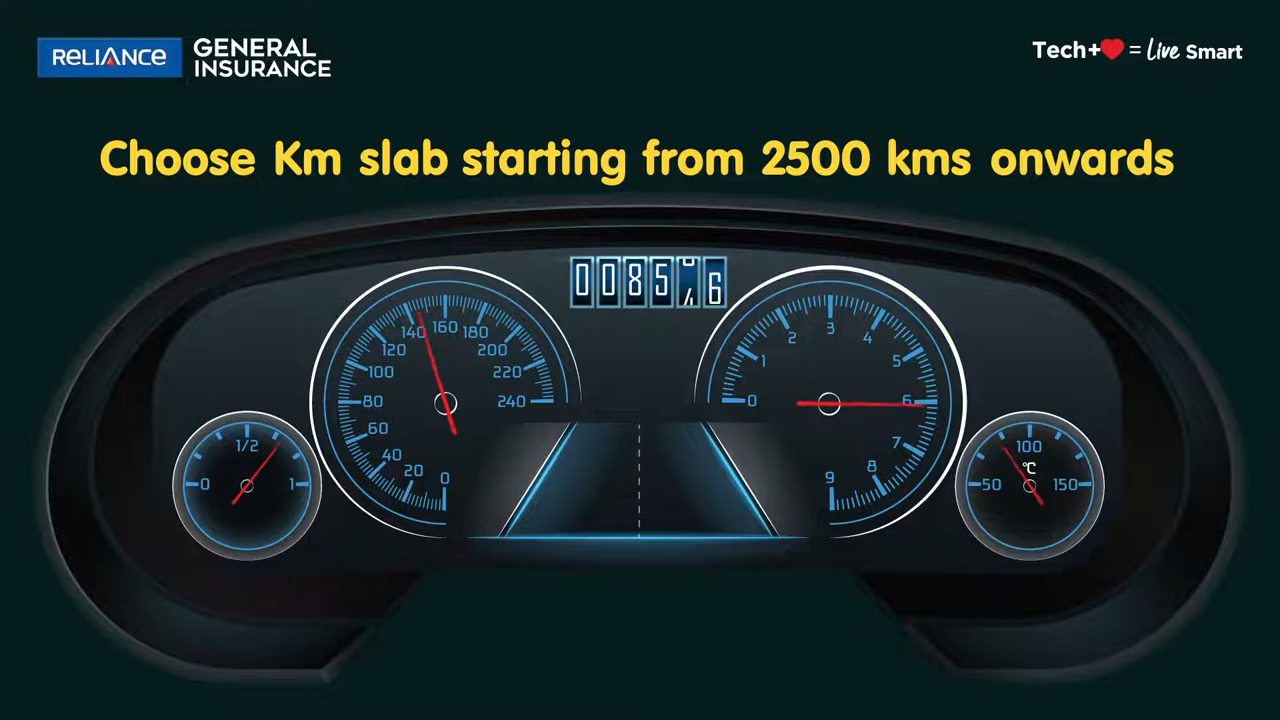 RELIANCE GENERAL INSURANCE
Tech+❤=Live Smart
Choose Km slab starting from 2500 kms onwards
0085 6
0 20 40 60 80 100 120 140 160 180 200 220 240
0 1 2 3 4 5 6 7 8 9
0 1/2 1
50 100 150
°C